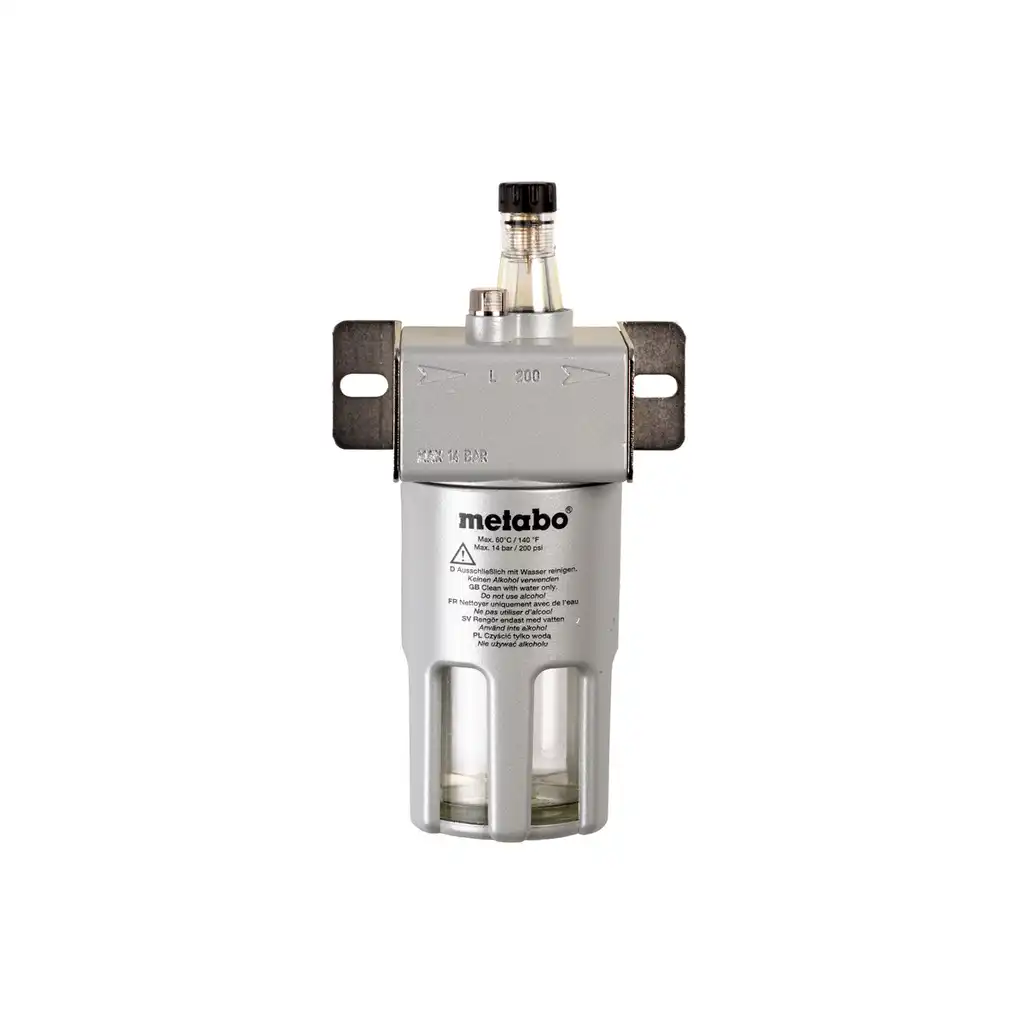 L 200
MAX 14 BAR
metabo®
Max. 60°C / 140 °F
Max. 14 bar / 200 psi
D Ausschließlich mit Wasser reinigen.
Keinen Alkohol verwenden
GB Clean with water only.
Do not use alcohol
FR Nettoyer uniquement avec de l'eau
Ne pas utiliser d'alcool
SV Rengör endast med vatten
Använd inte alkohol
PL Czyścić tylko wodą
Nie używać alkoholu